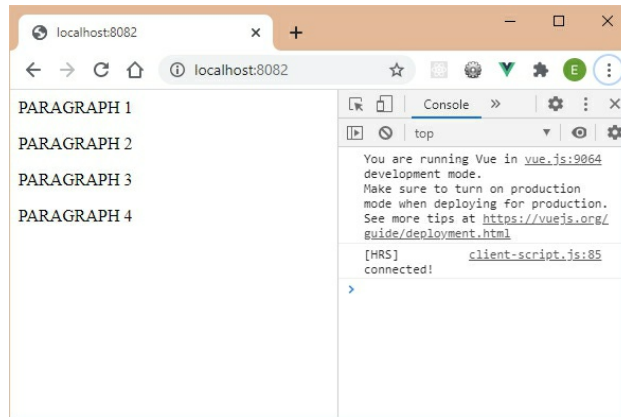 localhost:8082
localhost:8082
E
PARAGRAPH 1
PARAGRAPH 2
PARAGRAPH 3
PARAGRAPH 4
Console
top
You are running Vue in vue.js:9064
development mode.
Make sure to turn on production
mode when deploying for production.
See more tips at https://vuejs.org/
guide/deployment.html
[HRS] client-script.js:85
connected!